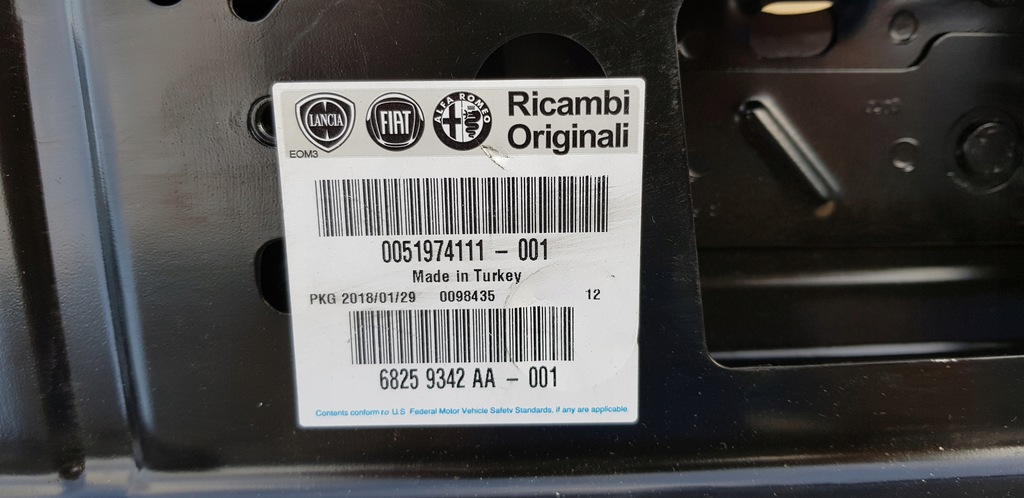 LANCIA
FIAT
ALFA ROMEO
Ricambi
Originali
EOM3
0051974111 - 001
Made in Turkey
PKG 2018/01/29 0098435 12
6825 9342 AA - 001
Contents conform to U.S Federal Motor Vehicle Safety Standards, if any are applicable